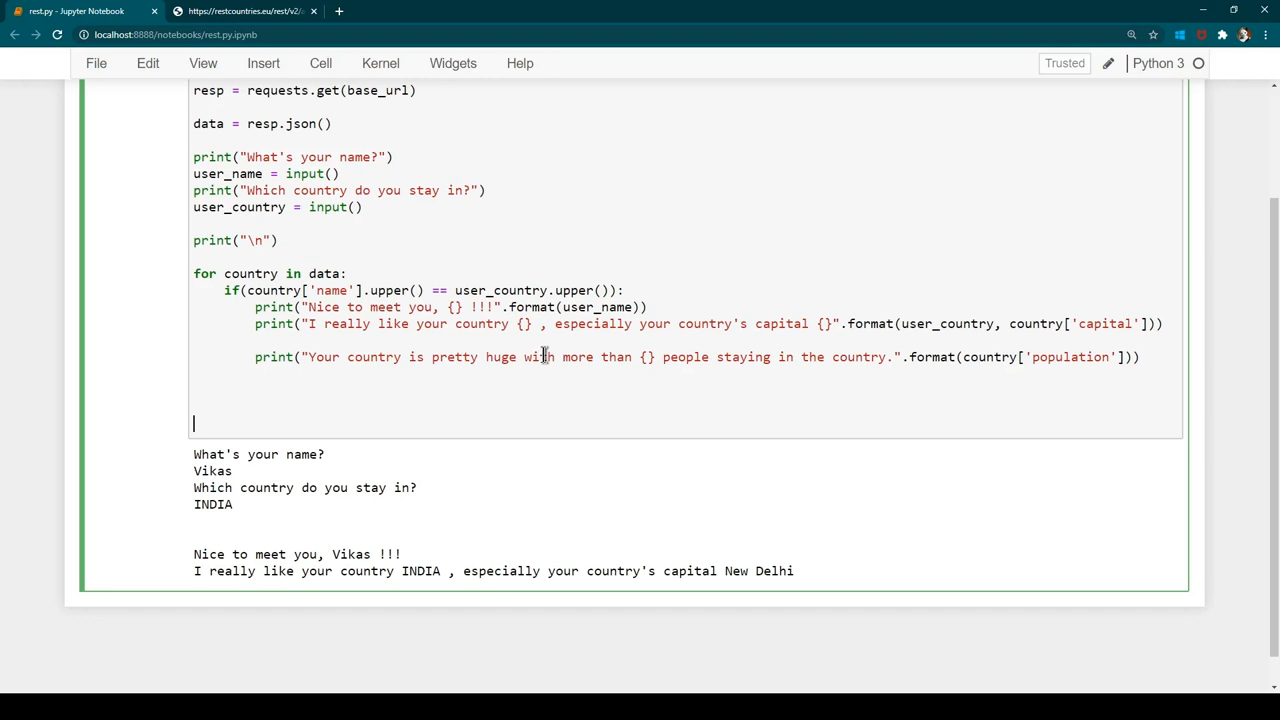 rest.py - Jupyter Notebook
https://restcountries.eu/rest/v2/
localhost:8888/notebooks/rest.py.ipynb
File Edit View Insert Cell Kernel Widgets Help
Trusted
Python 3
resp = requests.get(base_url)
data = resp.json()
print("What's your name?")
user_name = input()
print("Which country do you stay in?")
user_country = input()
print("\n")
for country in data:
if(country['name'].upper() == user_country.upper()):
print("Nice to meet you, {} !!!".format(user_name))
print("I really like your country {} , especially your country's capital {}".format(user_country, country['capital']))
print("Your country is pretty huge with more than {} people staying in the country.".format(country['population']))
What's your name?
Vikas
Which country do you stay in?
INDIA
Nice to meet you, Vikas !!!
I really like your country INDIA , especially your country's capital New Delhi